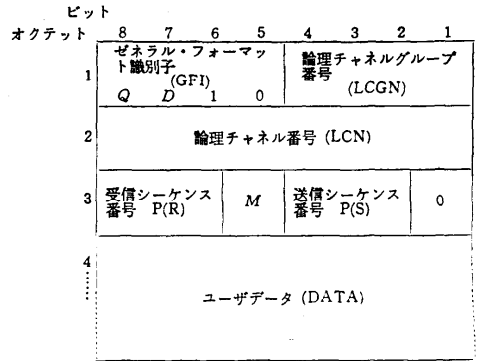 ビット
オクテット 8 7 6 5 4 3 2 1
1
ゼネラル・フォーマッ
ト識別子
(GFI)
Q D 1 0
論理チャネルグループ
番号
(LCGN)
2 論理チャネル番号 (LCN)
3
受信シーケンス
番号 P(R)
M
送信シーケンス
番号 P(S)
0
4
ユーザデータ (DATA)